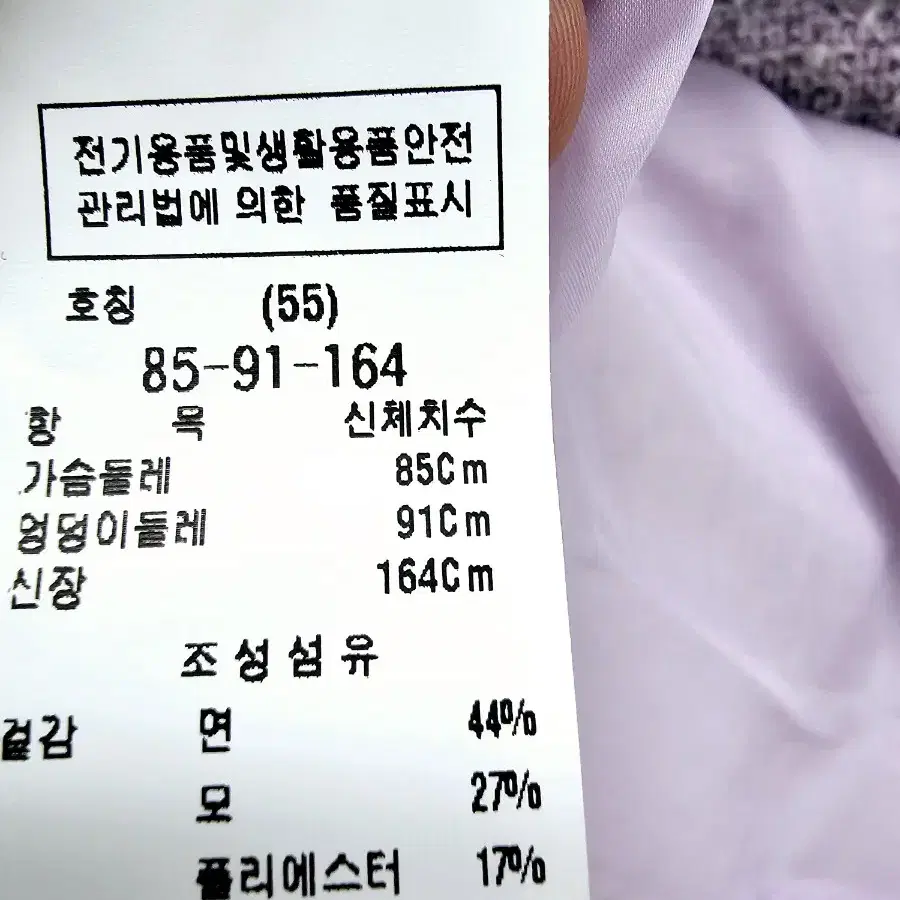 전기용품및생활용품안전
관리법에 의한 품질표시
호칭 (55)
85-91-164
항 목 신체치수
가슴둘레 85Cm
엉덩이둘레 91Cm
신장 164Cm
조성섬유
겉감 면 44%
모 27%
폴리에스터 17%